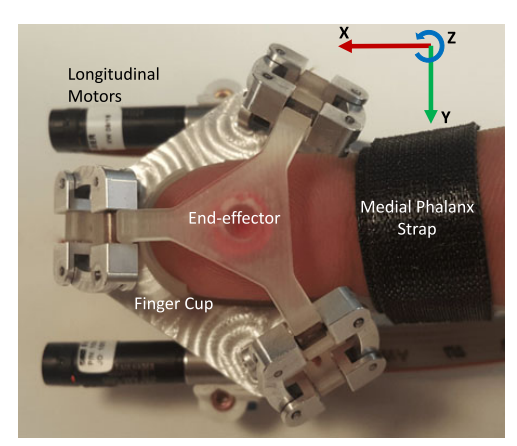 X
Z
Longitudinal
Motors
Y
Medial Phalanx
Strap
End-effector
Finger Cup